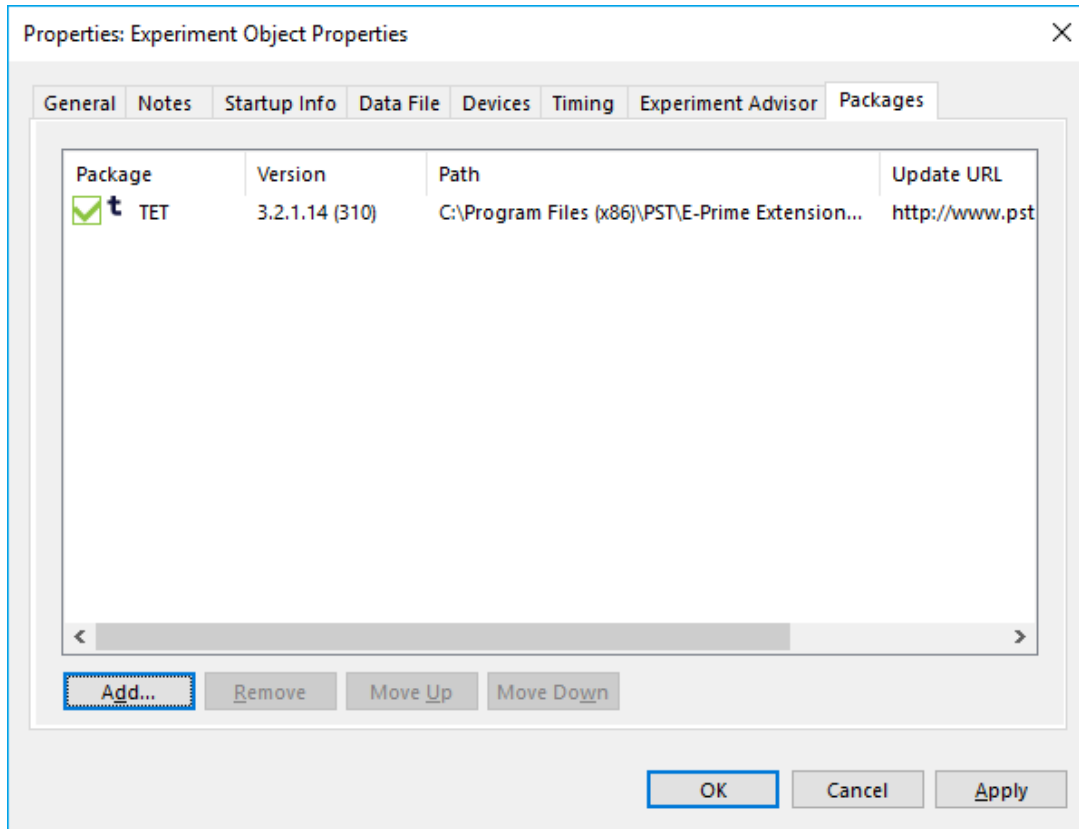 Properties: Experiment Object Properties
General Notes Startup Info Data File Devices Timing Experiment Advisor Packages
Package Version Path Update URL
t TET 3.2.1.14 (310) C:\Program Files (x86)\PST\E-Prime Extension... http://www.pst
Add... Remove Move Up Move Down
OK Cancel Apply